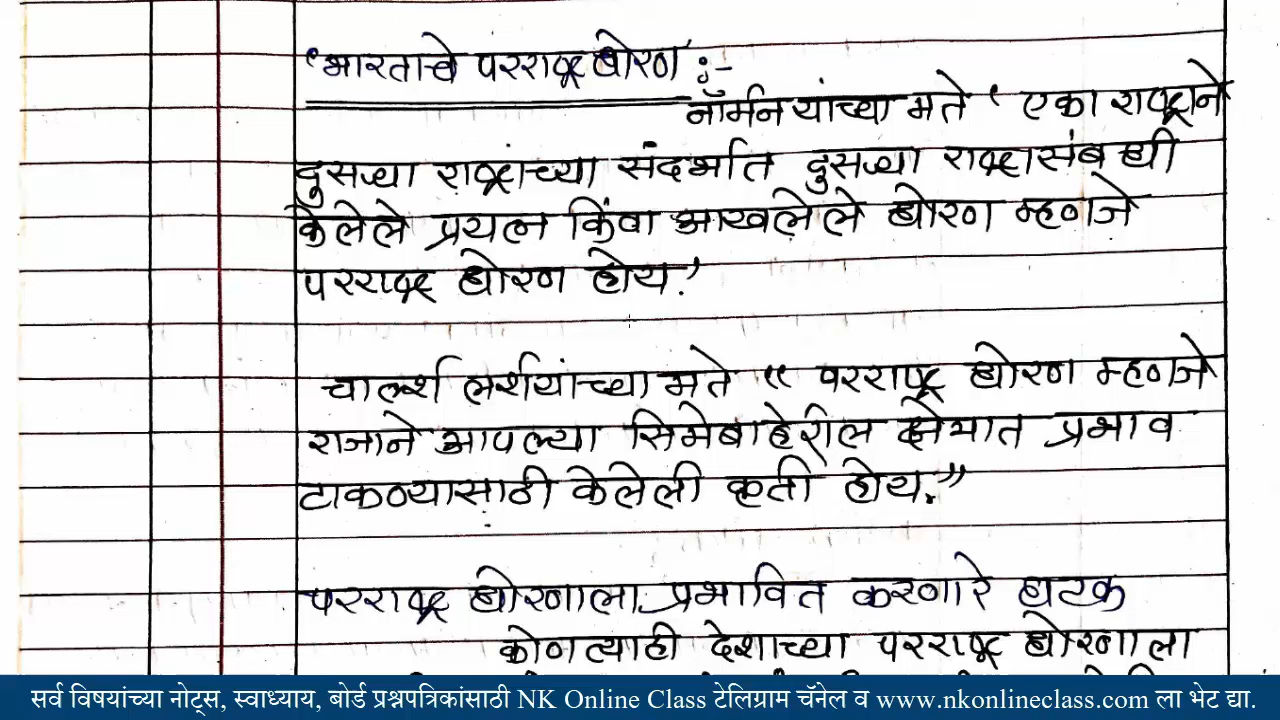 'भारताचे परराष्ट्र धोरण' :-
नॉर्मन यांच्या मते ' एका राष्ट्राने
दुसऱ्या राष्ट्रांच्या संदर्भात दुसऱ्या राष्ट्रासंबधी
केलेले प्रयत्न किंवा आखलेले धोरण म्हणजे
परराष्ट्र धोरण होय.'
चार्ल्श लर्श यांच्या मते “ परराष्ट्र धोरण म्हणजे
राजाने आपल्या सिमेबाहेरील क्षेत्रात प्रभाव
टाकण्यासाठी केलेली कृती होय.”
परराष्ट्र धोरणाला प्रभावित करणारे घटक
कोणत्याही देशाच्या परराष्ट्र धोरणाला
सर्व विषयांच्या नोट्स, स्वाध्याय, बोर्ड प्रश्नपत्रिकांसाठी NK Online Class टेलिग्राम चॅनेल व www.nkonlineclass.com ला भेट द्या.